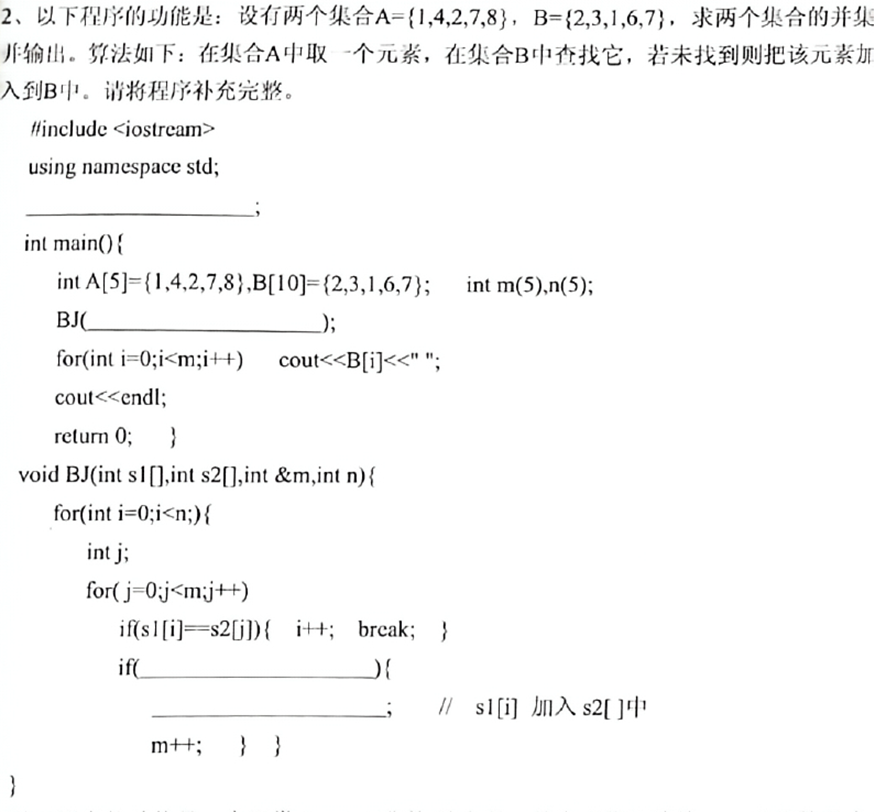 2、以下程序的功能是：设有两个集合A={1,4,2,7,8}，B={2,3,1,6,7}，求两个集合的并集
并输出。算法如下：在集合A中取一个元素，在集合B中查找它，若未找到则把该元素加
入到B中。请将程序补充完整。
#include <iostream>
using namespace std;
____________________;
int main(){
int A[5]={1,4,2,7,8},B[10]={2,3,1,6,7}; int m(5),n(5);
BJ(____________________);
for(int i=0;i<m;i++) cout<<B[i]<<" ";
cout<<endl;
return 0; }
void BJ(int s1[],int s2[],int &m,int n){
for(int i=0;i<n;){
int j;
for( j=0;j<m;j++)
if(s1[i]==s2[j]){ i++; break; }
if(____________________){
____________________; // s1[i] 加入 s2[ ]中
m++; } }
}